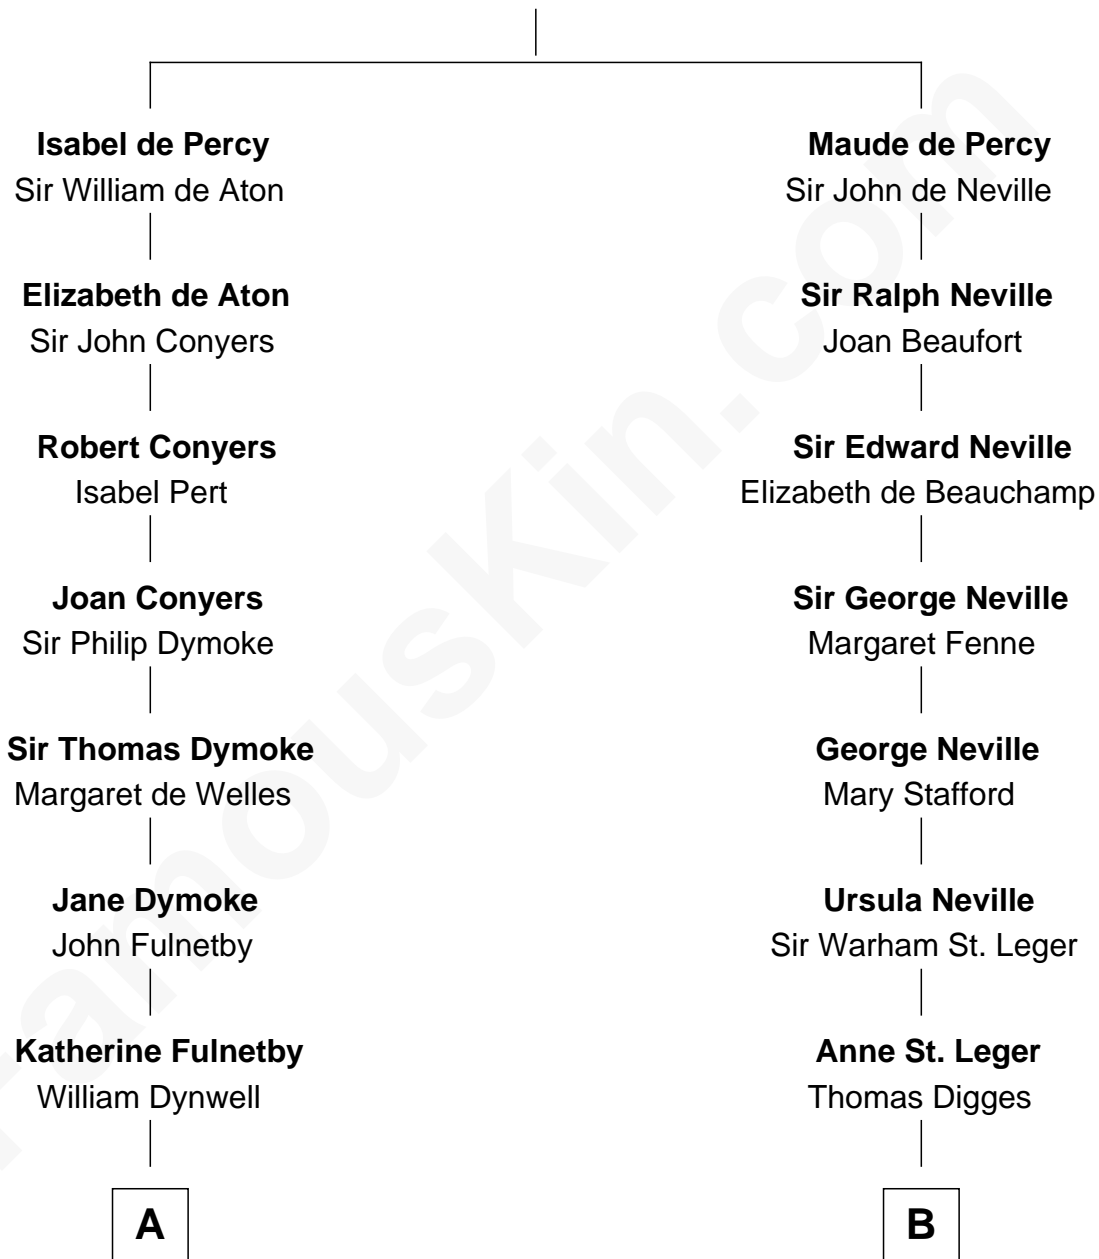 Isabel de Percy
Sir William de Aton
Elizabeth de Aton
Sir John Conyers
Robert Conyers
Isabel Pert
Joan Conyers
Sir Philip Dymoke
Sir Thomas Dymoke
Margaret de Welles
Jane Dymoke
John Fulnetby
Katherine Fulnetby
William Dynwell
A
Maude de Percy
Sir John de Neville
Sir Ralph Neville
Joan Beaufort
Sir Edward Neville
Elizabeth de Beauchamp
Sir George Neville
Margaret Fenne
George Neville
Mary Stafford
Ursula Neville
Sir Warham St. Leger
Anne St. Leger
Thomas Digges
B
FamousKin.com